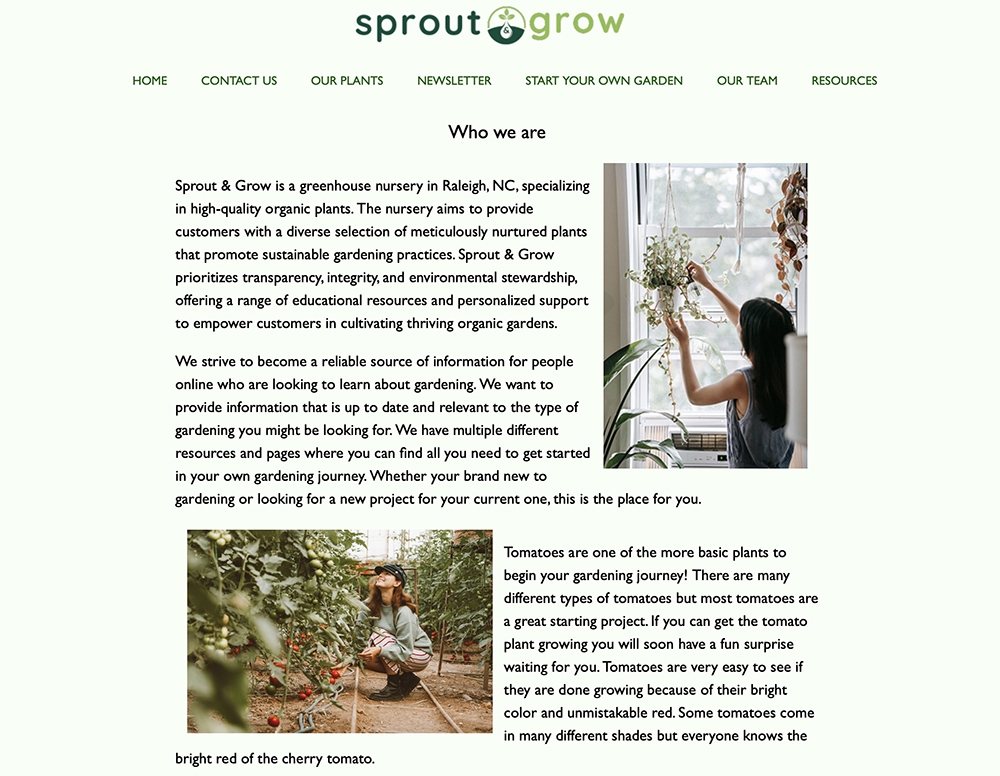 sprout & grow
HOME CONTACT US OUR PLANTS NEWSLETTER START YOUR OWN GARDEN OUR TEAM RESOURCES
Who we are
Sprout & Grow is a greenhouse nursery in Raleigh, NC, specializing
in high-quality organic plants. The nursery aims to provide
customers with a diverse selection of meticulously nurtured plants
that promote sustainable gardening practices. Sprout & Grow
prioritizes transparency, integrity, and environmental stewardship,
offering a range of educational resources and personalized support
to empower customers in cultivating thriving organic gardens.
We strive to become a reliable source of information for people
online who are looking to learn about gardening. We want to
provide information that is up to date and relevant to the type of
gardening you might be looking for. We have multiple different
resources and pages where you can find all you need to get started
in your own gardening journey. Whether your brand new to
gardening or looking for a new project for your current one, this is the place for you.
Tomatoes are one of the more basic plants to
begin your gardening journey! There are many
different types of tomatoes but most tomatoes are
a great starting project. If you can get the tomato
plant growing you will soon have a fun surprise
waiting for you. Tomatoes are very easy to see if
they are done growing because of their bright
color and unmistakable red. Some tomatoes come
in many different shades but everyone knows the
bright red of the cherry tomato.